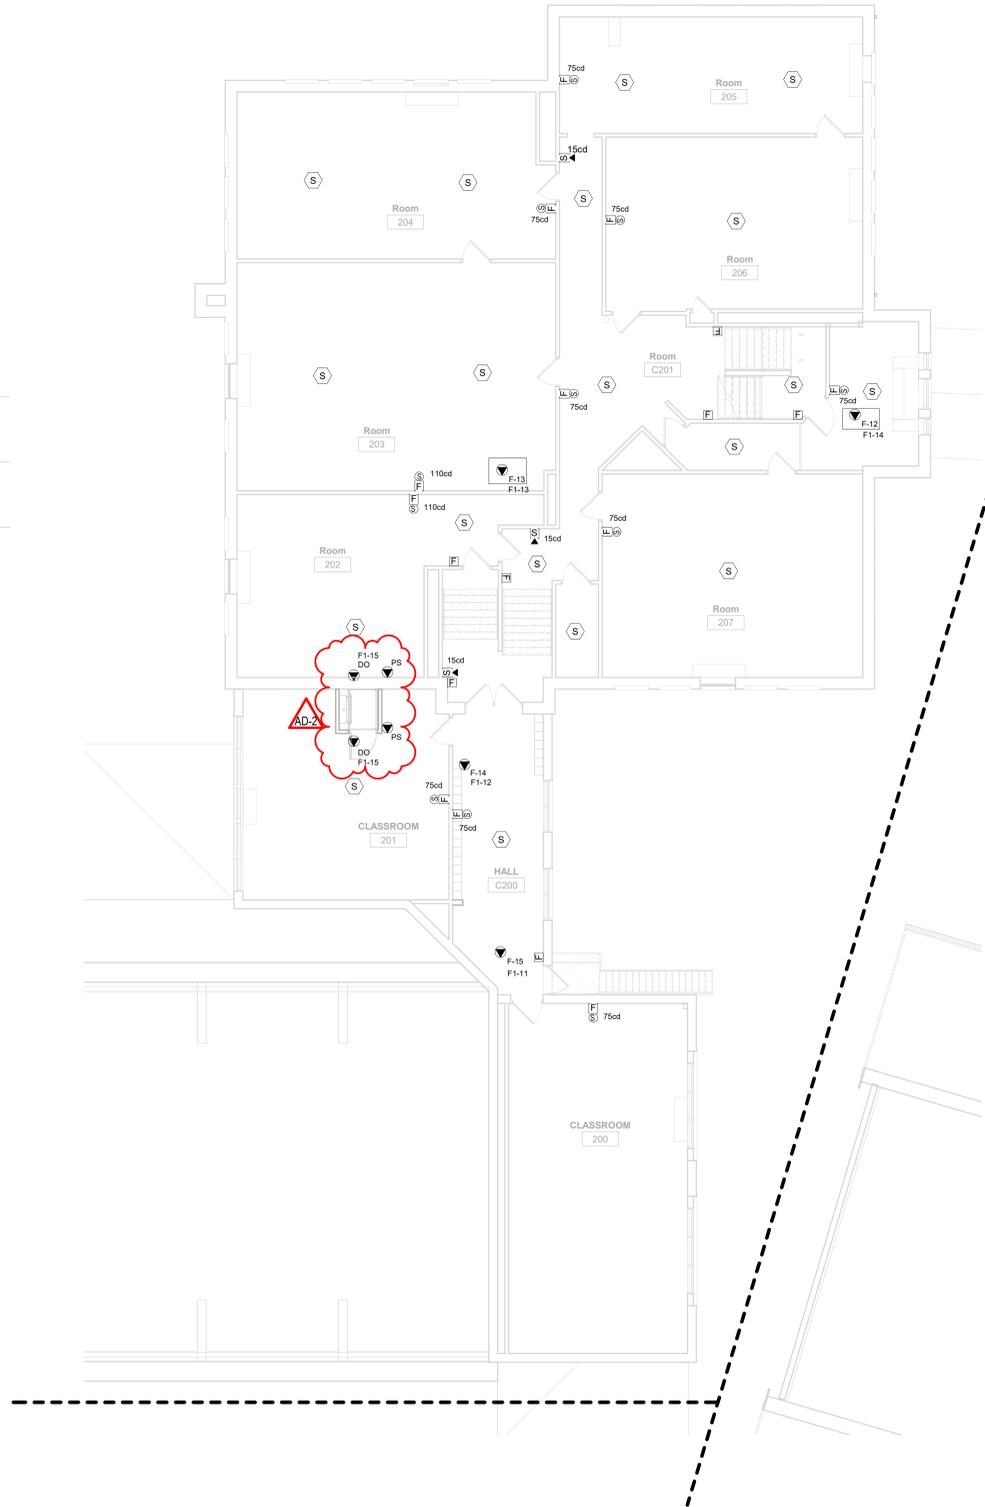 75cd
F S
S
S
Room
205
15cd
S
S
S
Room
204
S F
75cd
S
75cd
F S
S
Room
206
F
Room
C201
S
S
F S
75cd
S
F S
75cd
F
F
F-12
F1-14
S
S
S
Room
203
S
F
110cd
F-13
F1-13
F
S
110cd
S
S
15cd
75cd
F S
Room
202
F
F
S
S
Room
207
S
S
F1-15
DO
PS
15cd
S
F
AD-2
PS
DO
F1-15
S
F-14
F1-12
75cd
S F
F S
75cd
CLASSROOM
201
S
HALL
C200
F-15
F1-11
F
F
S
75cd
CLASSROOM
200